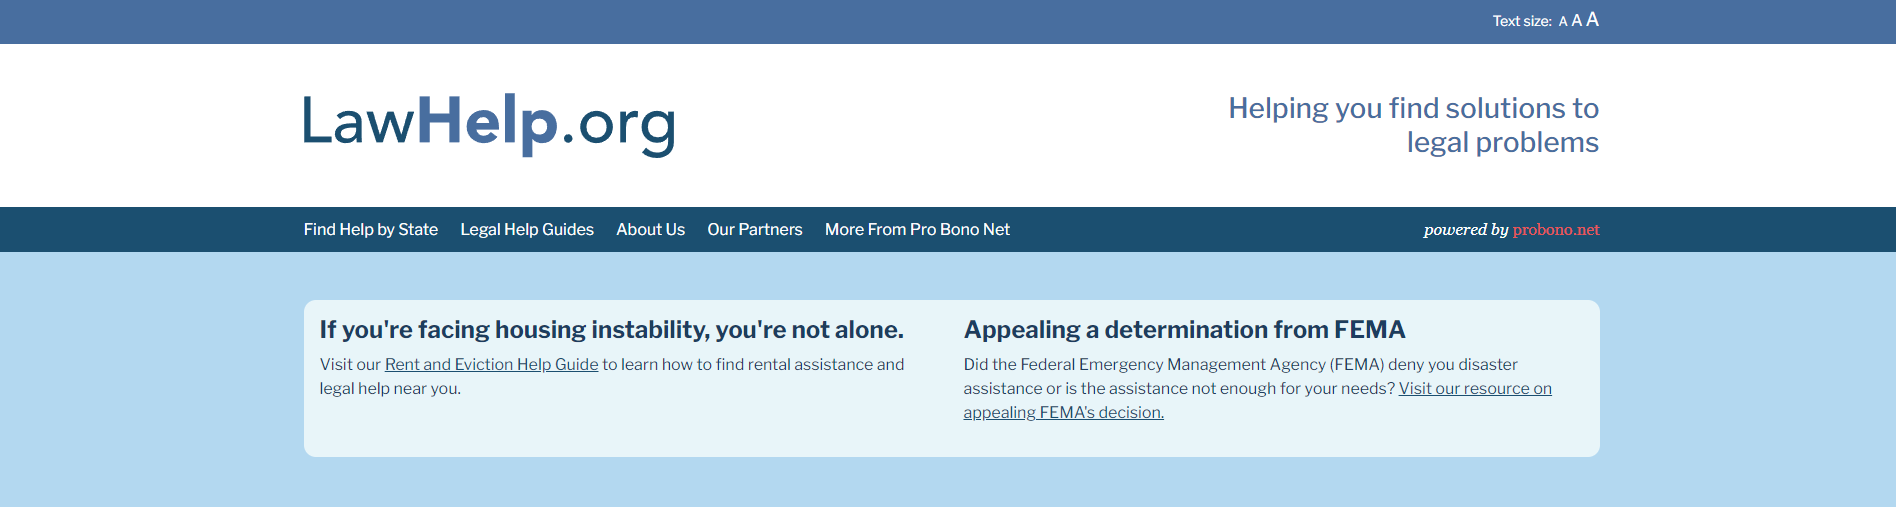 Text size: A A A
LawHelp.org
Helping you find solutions to
legal problems
Find Help by State Legal Help Guides About Us Our Partners More From Pro Bono Net powered by probono.net
If you're facing housing instability, you're not alone.
Visit our Rent and Eviction Help Guide to learn how to find rental assistance and
legal help near you.
Appealing a determination from FEMA
Did the Federal Emergency Management Agency (FEMA) deny you disaster
assistance or is the assistance not enough for your needs? Visit our resource on
appealing FEMA's decision.